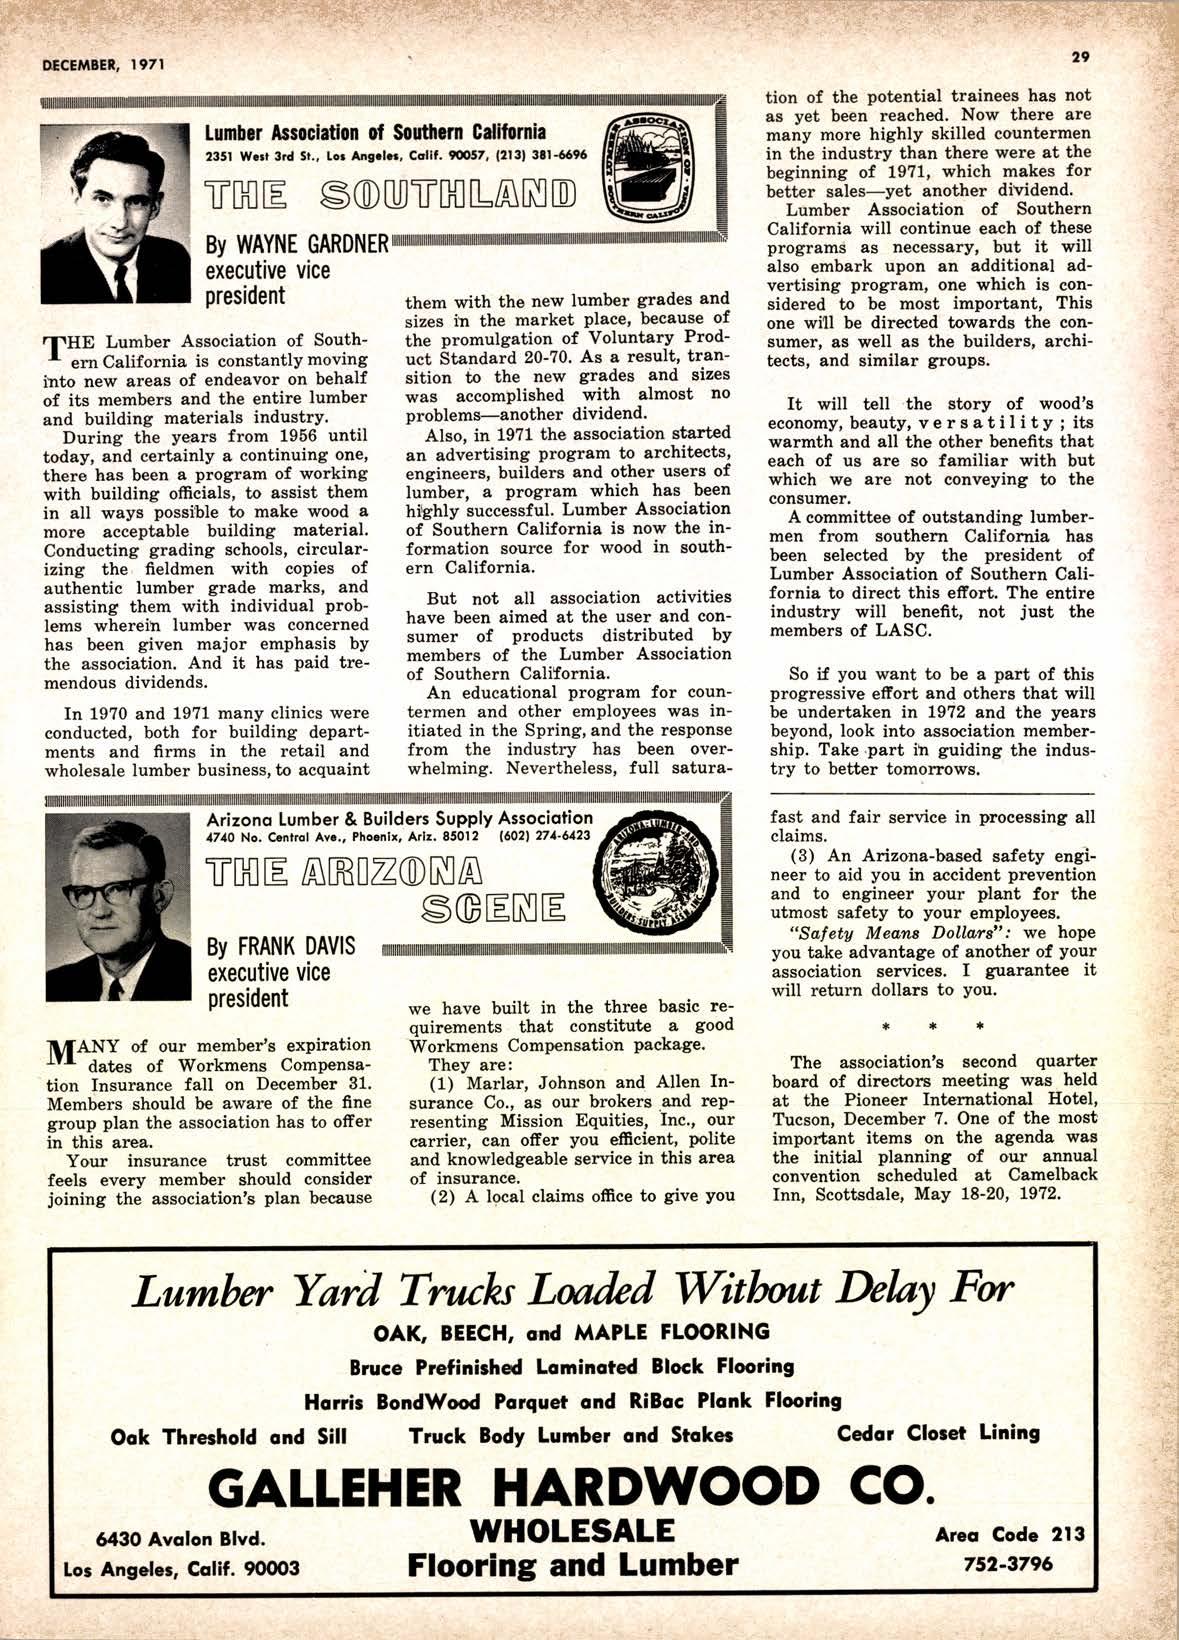 DECEMBER, 1971
29
Lumber Association of Southern California
2351 West 3rd St., Los Angeles, Calif. 90057, (213) 381-6696
THE SOUTHLAND
LUMBER ASSOCIATION OF
SOUTHERN CALIFORNIA
By WAYNE GARDNER
executive vice
president
THE Lumber Association of South-
ern California is constantly moving
into new areas of endeavor on behalf
of its members and the entire lumber
and building materials industry.
During the years from 1956 until
today, and certainly a continuing one,
there has been a program of working
with building officials, to assist them
in all ways possible to make wood a
more acceptable building material.
Conducting grading schools, circular-
izing the fieldmen with copies of
authentic lumber grade marks, and
assisting them with individual prob-
lems wherein lumber was concerned
has been given major emphasis by
the association. And it has paid tre-
mendous dividends.
In 1970 and 1971 many clinics were
conducted, both for building depart-
ments and firms in the retail and
wholesale lumber business, to acquaint
them with the new lumber grades and
sizes in the market place, because of
the promulgation of Voluntary Prod-
uct Standard 20-70. As a result, tran-
sition to the new grades and sizes
was accomplished with almost no
problems—another dividend.
Also, in 1971 the association started
an advertising program to architects,
engineers, builders and other users of
lumber, a program which has been
highly successful. Lumber Association
of Southern California is now the in-
formation source for wood in south-
ern California.
But not all association activities
have been aimed at the user and con-
sumer of products distributed by
members of the Lumber Association
of Southern California.
An educational program for coun-
termen and other employees was in-
itiated in the Spring, and the response
from the industry has been over-
whelming. Nevertheless, full satura-
tion of the potential trainees has not
as yet been reached. Now there are
many more highly skilled countermen
in the industry than there were at the
beginning of 1971, which makes for
better sales—yet another dividend.
Lumber Association of Southern
California will continue each of these
programs as necessary, but it will
also embark upon an additional ad-
vertising program, one which is con-
sidered to be most important, This
one will be directed towards the con-
sumer, as well as the builders, archi-
tects, and similar groups.
It will tell the story of wood's
economy, beauty, versatility; its
warmth and all the other benefits that
each of us are so familiar with but
which we are not conveying to the
consumer.
A committee of outstanding lumber-
men from southern California has
been selected by the president of
Lumber Association of Southern Cali-
fornia to direct this effort. The entire
industry will benefit, not just the
members of LASC.
So if you want to be a part of this
progressive effort and others that will
be undertaken in 1972 and the years
beyond, look into association member-
ship. Take part in guiding the indus-
try to better tomorrows.
Arizona Lumber & Builders Supply Association
4740 No. Central Ave., Phoenix, Ariz. 85012 (602) 274-6423
THE ARIZONA
SCENE
ARIZONA LUMBER AND
BUILDERS SUPPLY ASSN. INC.
By FRANK DAVIS
executive vice
president
MANY of our member's expiration
dates of Workmens Compensa-
tion Insurance fall on December 31.
Members should be aware of the fine
group plan the association has to offer
in this area.
Your insurance trust committee
feels every member should consider
joining the association's plan because
we have built in the three basic re-
quirements that constitute a good
Workmens Compensation package.
They are:
(1) Marlar, Johnson and Allen In-
surance Co., as our brokers and rep-
resenting Mission Equities, Inc., our
carrier, can offer you efficient, polite
and knowledgeable service in this area
of insurance.
(2) A local claims office to give you
fast and fair service in processing all
claims.
(3) An Arizona-based safety engi-
neer to aid you in accident prevention
and to engineer your plant for the
utmost safety to your employees.
"Safety Means Dollars": we hope
you take advantage of another of your
association services. I guarantee it
will return dollars to you.
* * *
The association's second quarter
board of directors meeting was held
at the Pioneer International Hotel,
Tucson, December 7. One of the most
important items on the agenda was
the initial planning of our annual
convention scheduled at Camelback
Inn, Scottsdale, May 18-20, 1972.
Lumber Yard Trucks Loaded Without Delay For
OAK, BEECH, and MAPLE FLOORING
Bruce Prefinished Laminated Block Flooring
Harris BondWood Parquet and RiBac Plank Flooring
Oak Threshold and Sill Truck Body Lumber and Stakes Cedar Closet Lining
GALLEHER HARDWOOD CO.
6430 Avalon Blvd. WHOLESALE Area Code 213
Los Angeles, Calif. 90003 Flooring and Lumber 752-3796